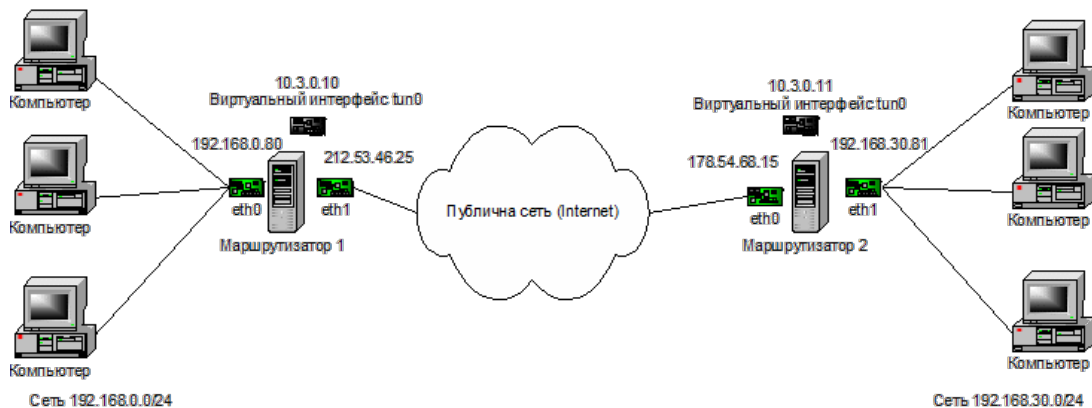 10.3.0.10
Виртуальный интерфейс tun0
10.3.0.11
Виртуальный интерфейс tun0
Компьютер
192.168.0.80
212.53.46.25
178.54.68.15
192.168.30.81
Компьютер
eth0
eth1
Публична сеть (Internet)
eth0
eth1
Компьютер
Маршрутизатор 1
Маршрутизатор 2
Компьютер
Компьютер
Компьютер
Сеть 192.168.0.0/24
Сеть 192.168.30.0/24